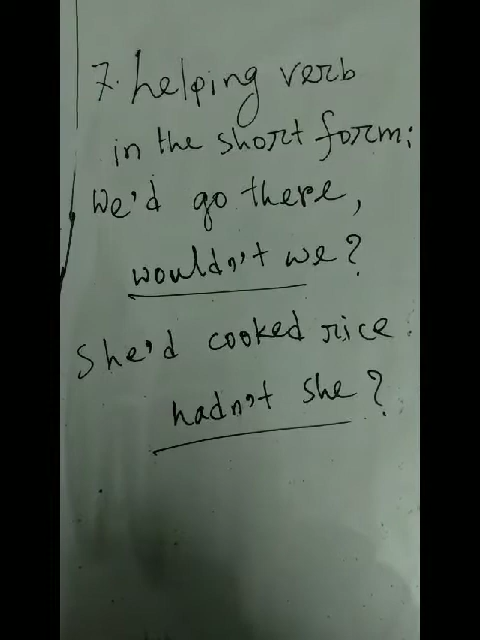 7. helping verb
in the short form:
We'd go there,
wouldn't we?
She'd cooked rice.
hadn't she?